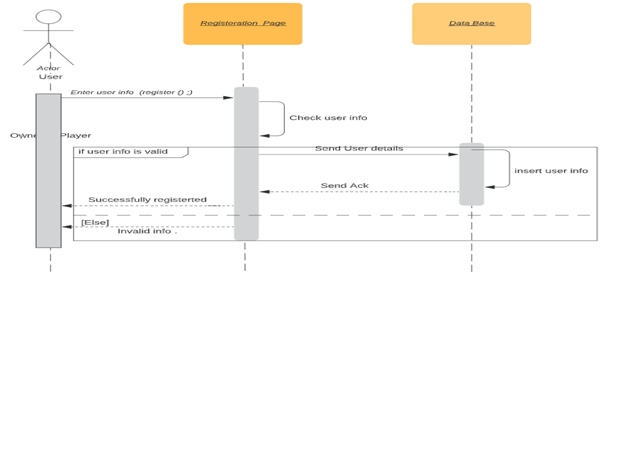 Registeration Page
Data Base
Actor
User
Enter user info (register () ;)
Check user info
Player
if user info is valid
Send User details
insert user info
Send Ack
Successfully registerted
[Else]
Invalid info .